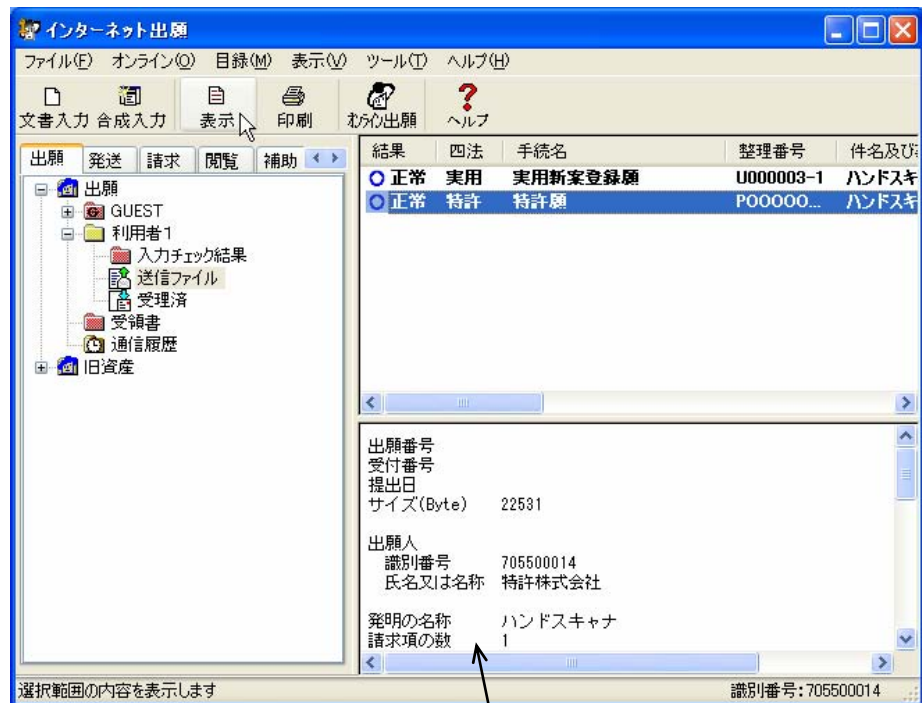 インターネット出願
ファイル(F) オンライン(O) 目録(M) 表示(V) ツール(T) ヘルプ(H)
文書入力 合成入力 表示 印刷 オンライン出願 ヘルプ
出願 発送 請求 閲覧 補助
出願
GUEST
利用者1
入力チェック結果
送信ファイル
受理済
受領書
通信履歴
旧資産
結果 四法 手続名 整理番号 件名及び
正常 実用 実用新案登録願 U000003-1 ハンドスキ
正常 特許 特許願 P00000... ハンドスキ
出願番号
受付番号
提出日
サイズ(Byte) 22531
出願人
識別番号 705500014
氏名又は名称 特許株式会社
発明の名称 ハンドスキャナ
請求項の数 1
選択範囲の内容を表示します 識別番号:705500014